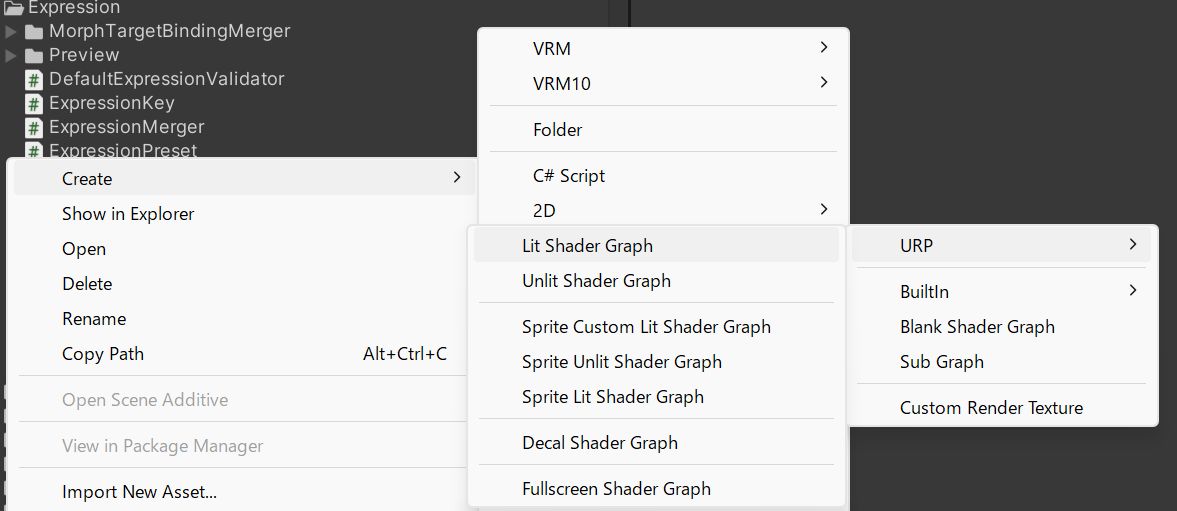 Expression
MorphTargetBindingMerger
Preview
DefaultExpressionValidator
ExpressionKey
ExpressionMerger
ExpressionPreset
Create
Show in Explorer
Open
Delete
Rename
Copy Path Alt+Ctrl+C
Open Scene Additive
View in Package Manager
Import New Asset...
VRM
VRM10
Folder
C# Script
2D
Lit Shader Graph
Unlit Shader Graph
Sprite Custom Lit Shader Graph
Sprite Unlit Shader Graph
Sprite Lit Shader Graph
Decal Shader Graph
Fullscreen Shader Graph
URP
BuiltIn
Blank Shader Graph
Sub Graph
Custom Render Texture